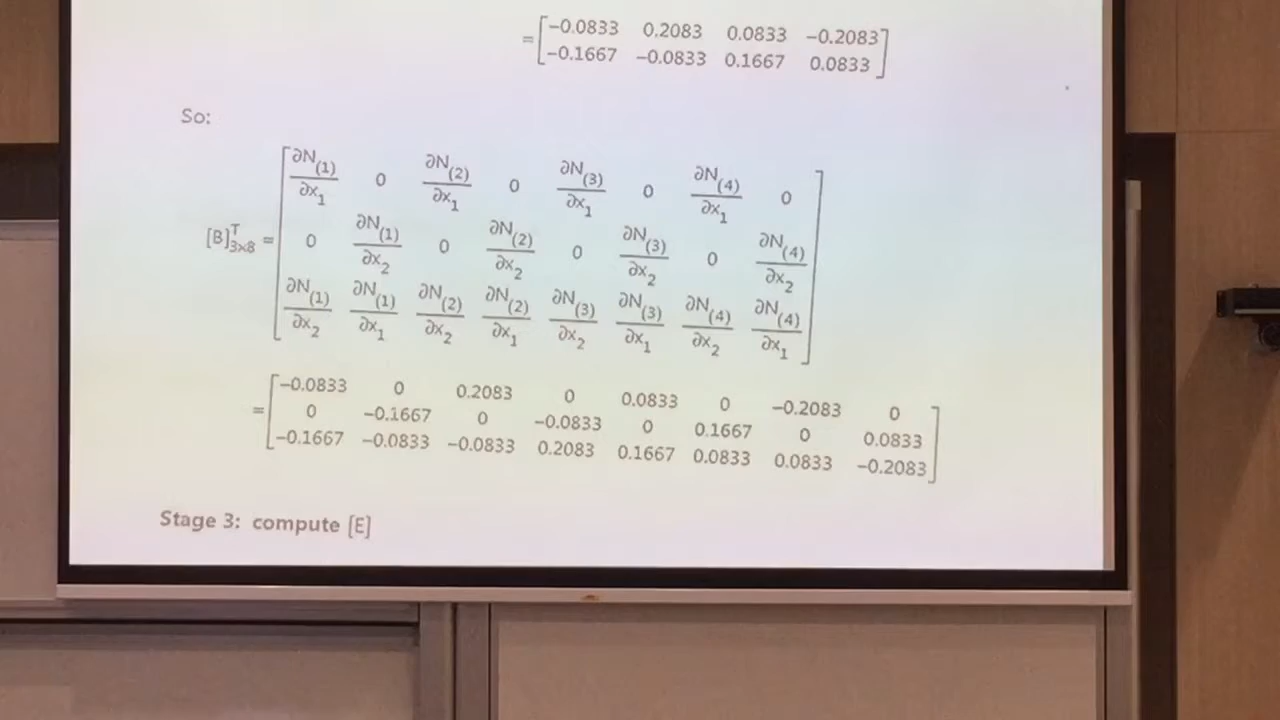 = [ −0.0833 0.2083 0.0833 −0.2083 ]
[ −0.1667 −0.0833 0.1667 0.0833 ]
So:
∂N(1)/∂x1 0 ∂N(2)/∂x1 0 ∂N(3)/∂x1 0 ∂N(4)/∂x1 0
[B]ᵀ3×8 = 0 ∂N(1)/∂x2 0 ∂N(2)/∂x2 0 ∂N(3)/∂x2 0 ∂N(4)/∂x2
∂N(1)/∂x2 ∂N(1)/∂x1 ∂N(2)/∂x2 ∂N(2)/∂x1 ∂N(3)/∂x2 ∂N(3)/∂x1 ∂N(4)/∂x2 ∂N(4)/∂x1
= [ −0.0833 0 0.2083 0 0.0833 0 −0.2083 0 ]
[ 0 −0.1667 0 −0.0833 0 0.1667 0 0.0833 ]
[ −0.1667 −0.0833 −0.0833 0.2083 0.1667 0.0833 0.0833 −0.2083 ]
Stage 3: compute [E]